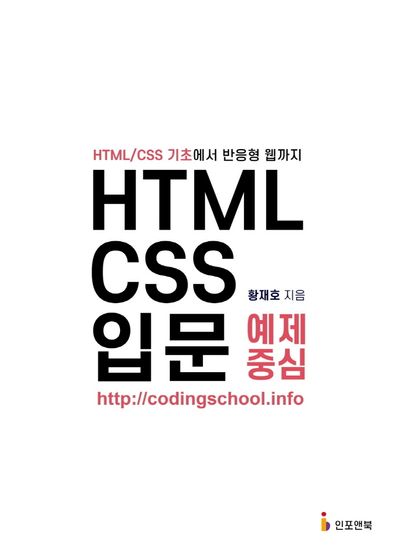 HTML/CSS 기초에서 반응형 웹까지
HTML
CSS
황재호 지음
입문
예제
중심
http://codingschool.info
인포앤북